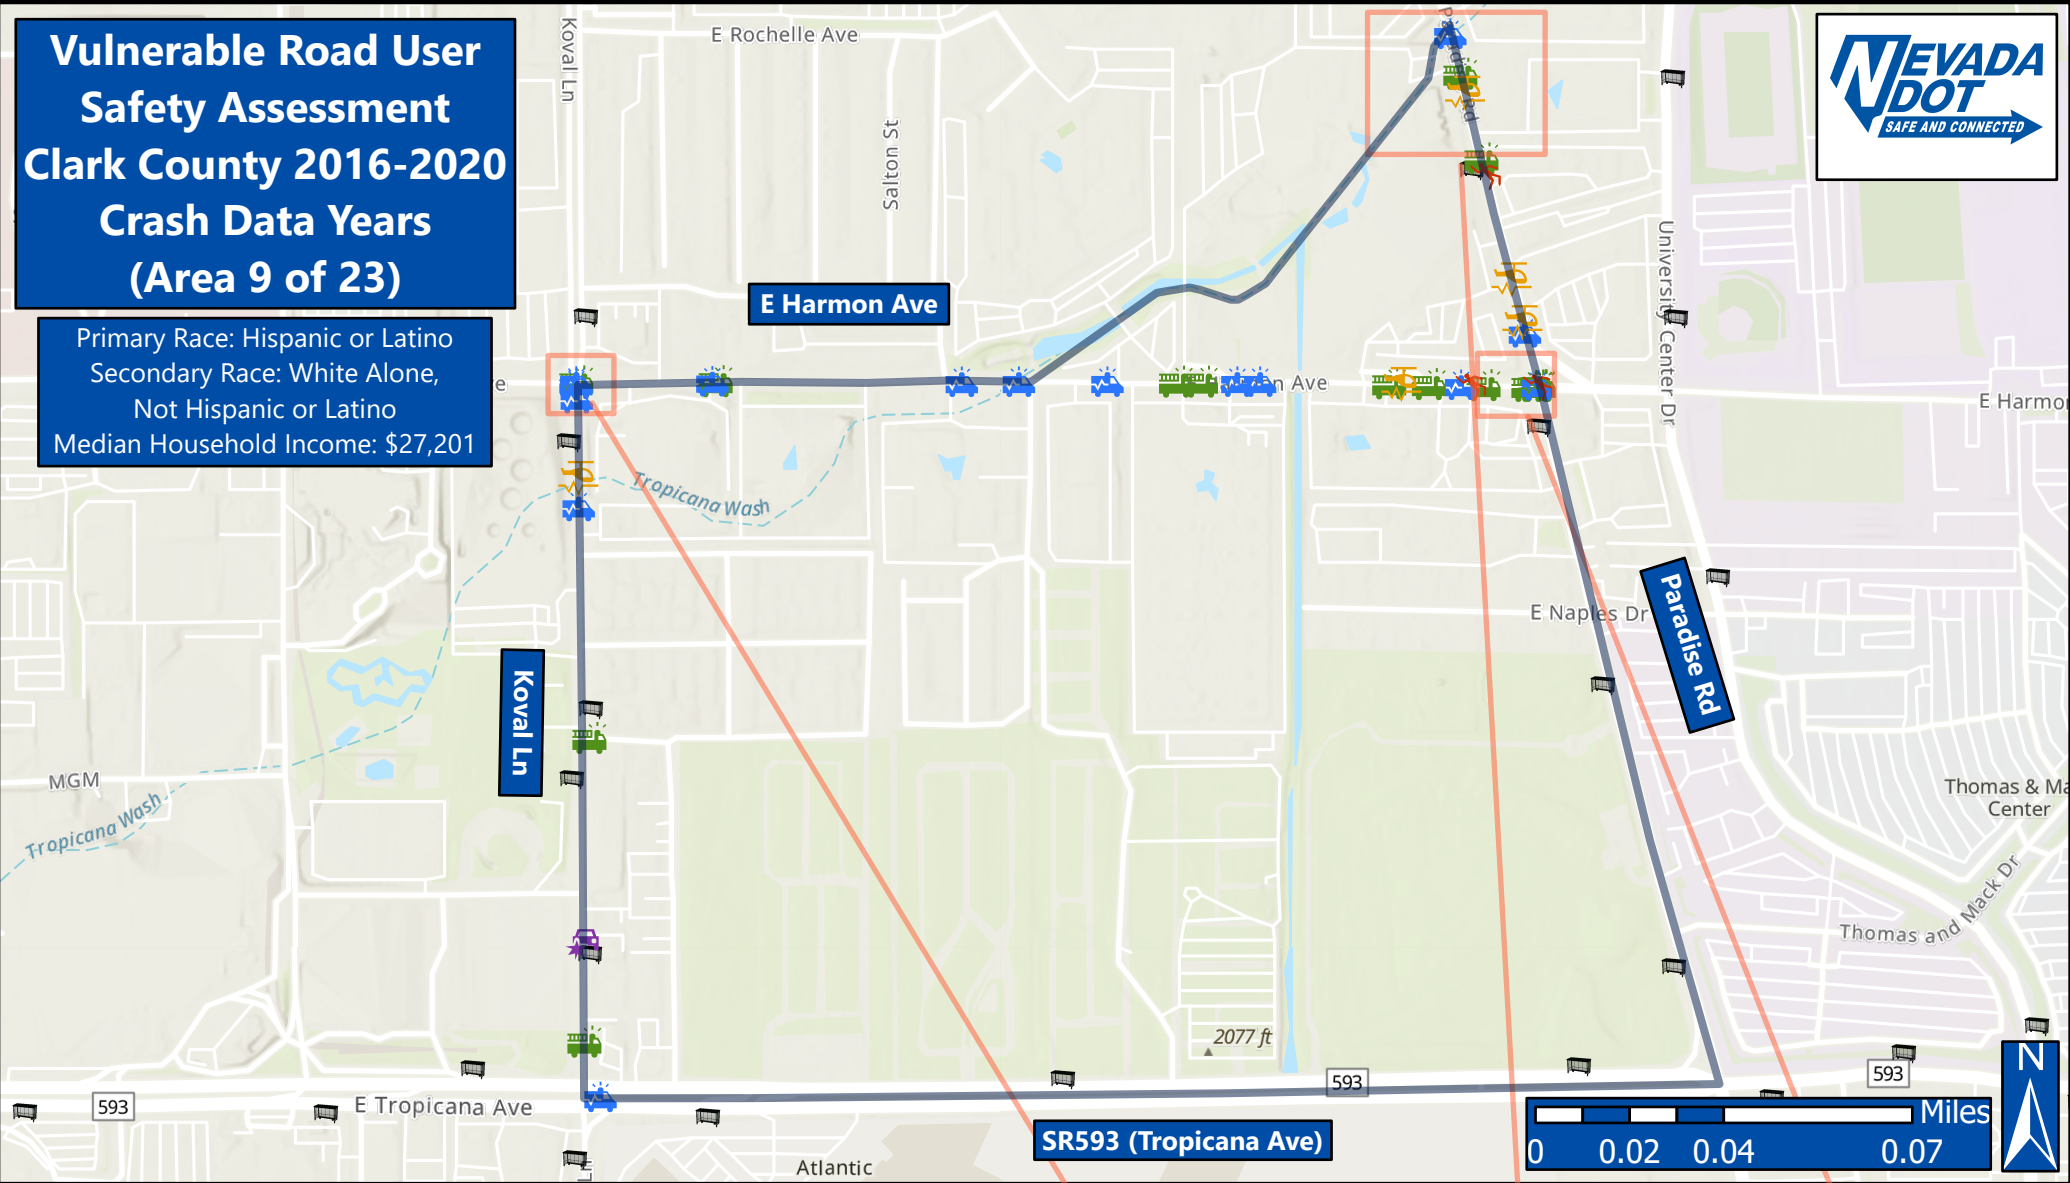 Vulnerable Road User
Safety Assessment
Clark County 2016-2020
Crash Data Years
(Area 9 of 23)
Primary Race: Hispanic or Latino
Secondary Race: White Alone,
Not Hispanic or Latino
Median Household Income: $27,201
NEVADA
DOT
SAFE AND CONNECTED
Koval Ln
E Rochelle Ave
Salton St
Paradise Rd
University Center Dr
E Harmon Ave
Ave
E Harmon
Tropicana Wash
E Naples Dr
Paradise Rd
Koval Ln
MGM
Tropicana Wash
Thomas & Ma
Center
Thomas and Mack Dr
2077 ft
593
593
593
E Tropicana Ave
SR593 (Tropicana Ave)
Atlantic
Ln
N
Miles
0 0.02 0.04 0.07